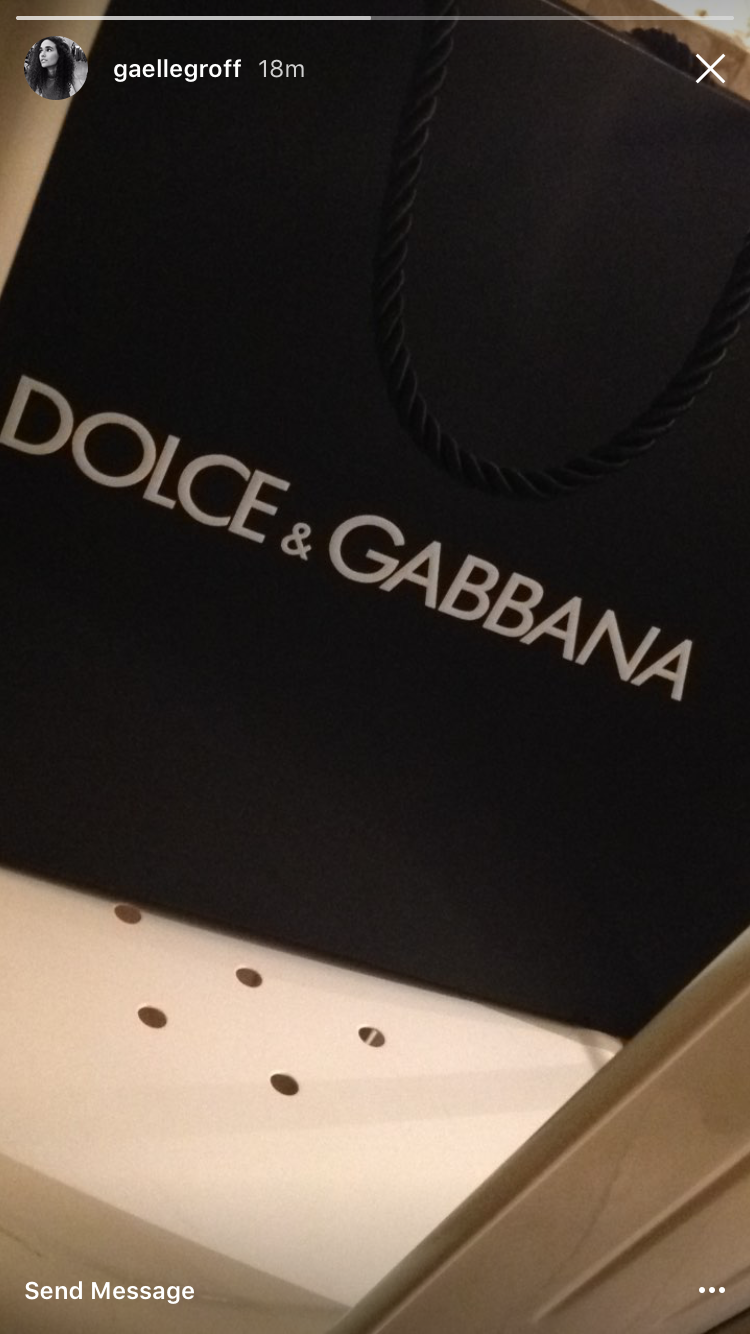 gaellegroff 18m
DOLCE & GABBANA
Send Message